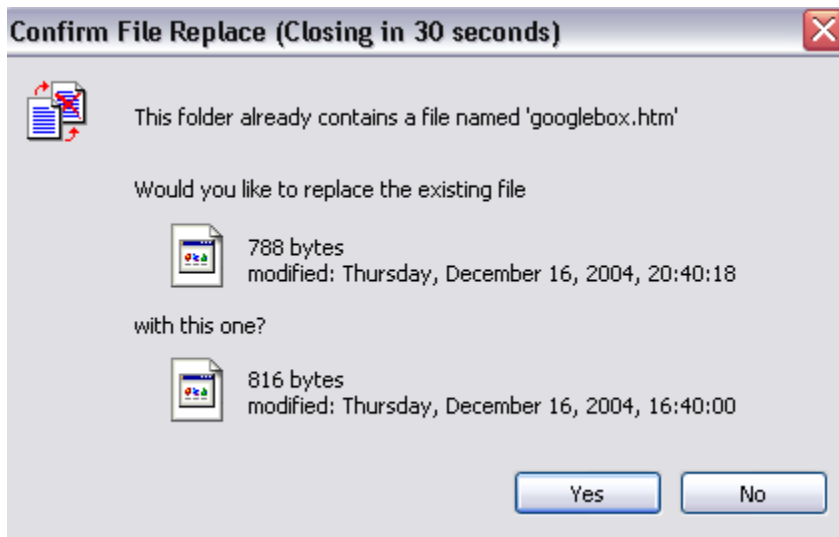 Confirm File Replace (Closing in 30 seconds)
This folder already contains a file named 'googlebox.htm'
Would you like to replace the existing file
788 bytes
modified: Thursday, December 16, 2004, 20:40:18
with this one?
816 bytes
modified: Thursday, December 16, 2004, 16:40:00
Yes No